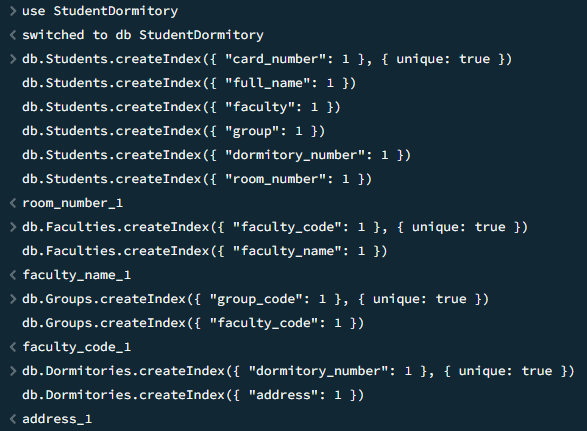 > use StudentDormitory
< switched to db StudentDormitory
> db.Students.createIndex({ "card_number": 1 }, { unique: true })
db.Students.createIndex({ "full_name": 1 })
db.Students.createIndex({ "faculty": 1 })
db.Students.createIndex({ "group": 1 })
db.Students.createIndex({ "dormitory_number": 1 })
db.Students.createIndex({ "room_number": 1 })
< room_number_1
> db.Faculties.createIndex({ "faculty_code": 1 }, { unique: true })
db.Faculties.createIndex({ "faculty_name": 1 })
< faculty_name_1
> db.Groups.createIndex({ "group_code": 1 }, { unique: true })
db.Groups.createIndex({ "faculty_code": 1 })
< faculty_code_1
> db.Dormitories.createIndex({ "dormitory_number": 1 }, { unique: true })
db.Dormitories.createIndex({ "address": 1 })
< address_1